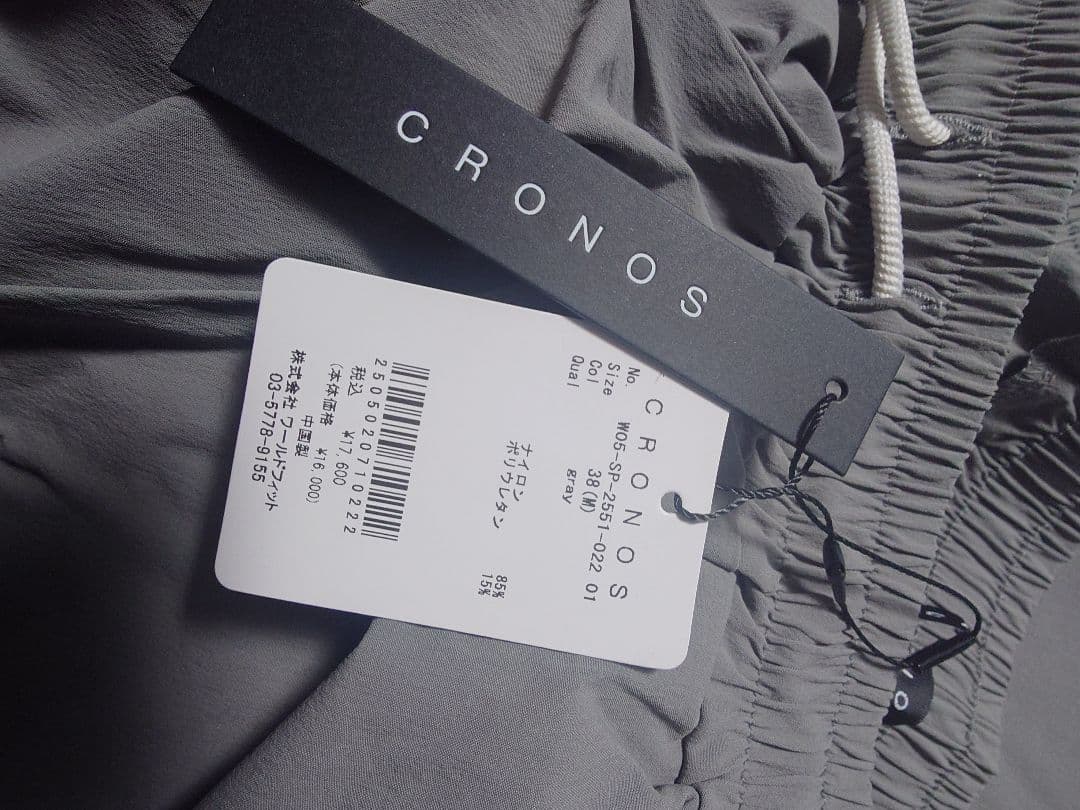 CRONOS
CRONOS
No. W05-SP-2551-022 01
Size 38(M)
Col gray
Qual
ナイロン 85%
ポリウレタン 15%
2505020710222
税込 ¥17,600
(本体価格 ¥16,000)
中国製
株式会社 ワールドフィット
03-5778-9155